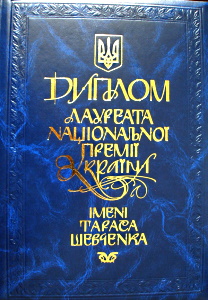 ДИПЛОМ
ЛАУРЕАТА
НАЦІОНАЛЬНОЇ
ПРЕМІЇ
УКРАЇНИ
ІМЕНІ
ТАРАСА
ШЕВЧЕНКА